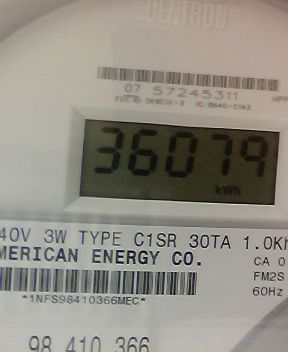 CENTRON®
07 57245311
36079
kWh
40V 3W TYPE C1SR 30TA 1.0Kh
MERICAN ENERGY CO.
CA 0
FM2S
60Hz
*1NFS98410366MEC*
98 410 366